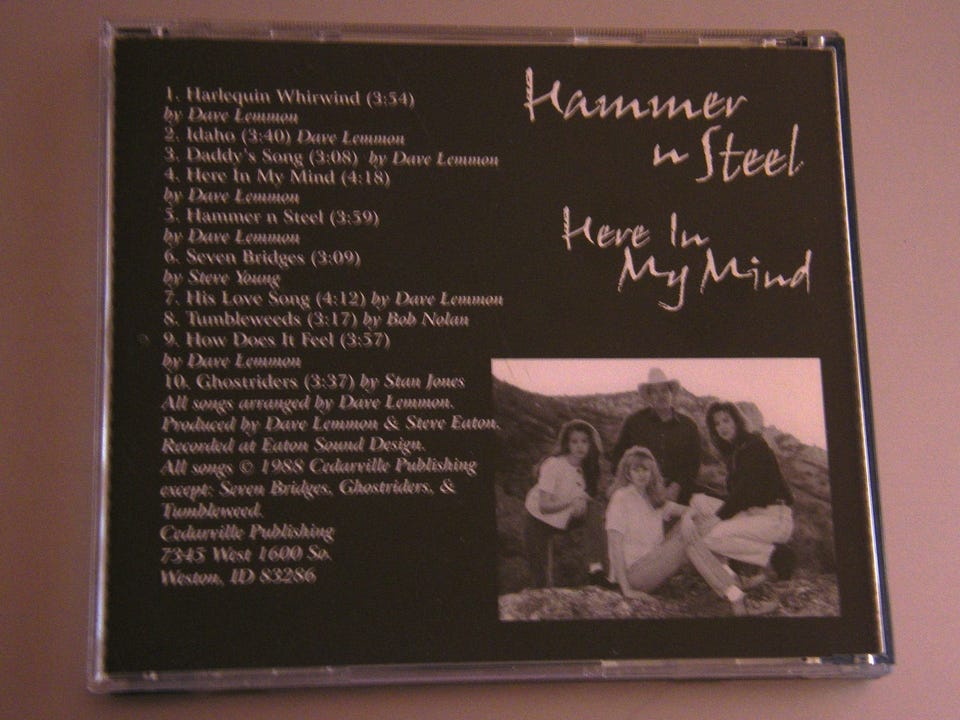 1. Harlequin Whirwind (3:54)
by Dave Lemmon
2. Idaho (3:40) Dave Lemmon
3. Daddy's Song (3:08) by Dave Lemmon
4. Here In My Mind (4:18)
by Dave Lemmon
5. Hammer n Steel (3:59)
by Dave Lemmon
6. Seven Bridges (3:09)
by Steve Young
7. His Love Song (4:12) by Dave Lemmon
8. Tumbleweeds (3:17) by Bob Nolan
9. How Does It Feel (3:57)
by Dave Lemmon
10. Ghostriders (3:37) by Stan Jones
All songs arranged by Dave Lemmon.
Produced by Dave Lemmon & Steve Eaton.
Recorded at Eaton Sound Design.
All songs © 1988 Cedarville Publishing
except: Seven Bridges, Ghostriders, &
Tumbleweed.
Cedarville Publishing
7345 West 1600 So.
Weston, ID 83286
Hammer
n Steel
Here In
My Mind